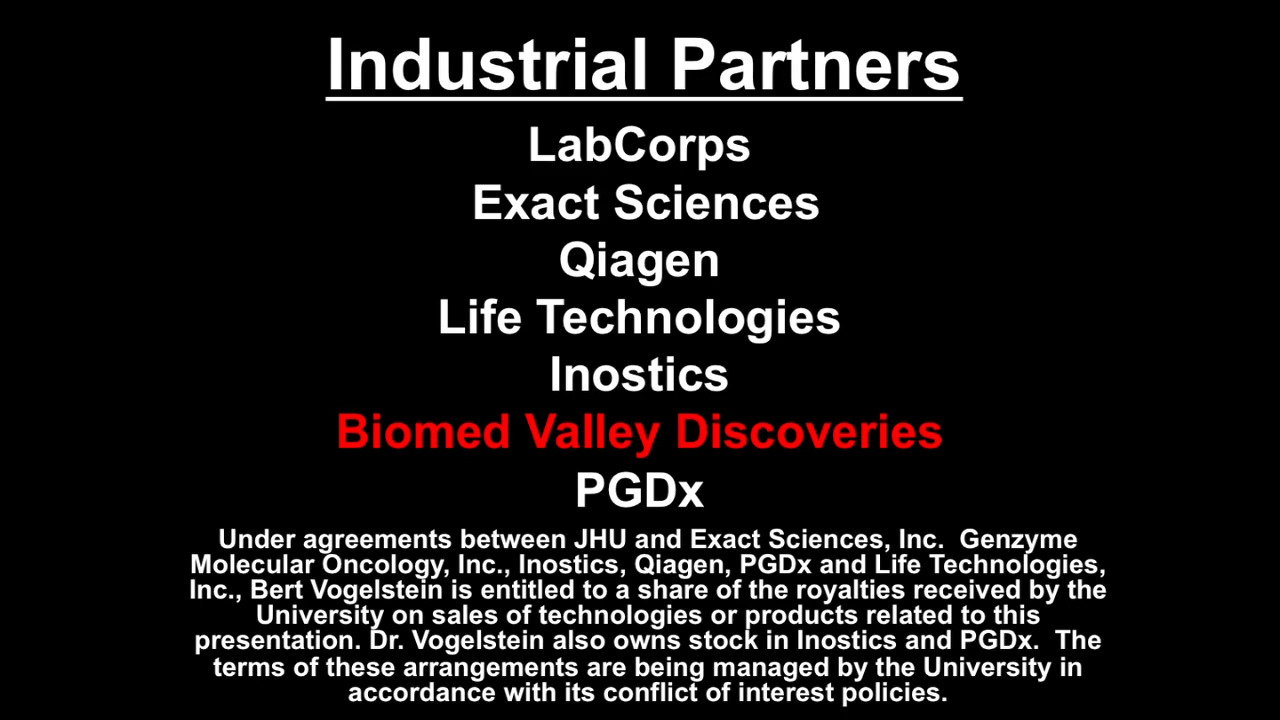 Industrial Partners
LabCorps
Exact Sciences
Qiagen
Life Technologies
Inostics
Biomed Valley Discoveries
PGDx
Under agreements between JHU and Exact Sciences, Inc.  Genzyme
Molecular Oncology, Inc., Inostics, Qiagen, PGDx and Life Technologies,
Inc., Bert Vogelstein is entitled to a share of the royalties received by the
University on sales of technologies or products related to this
presentation. Dr. Vogelstein also owns stock in Inostics and PGDx.  The
terms of these arrangements are being managed by the University in
accordance with its conflict of interest policies.